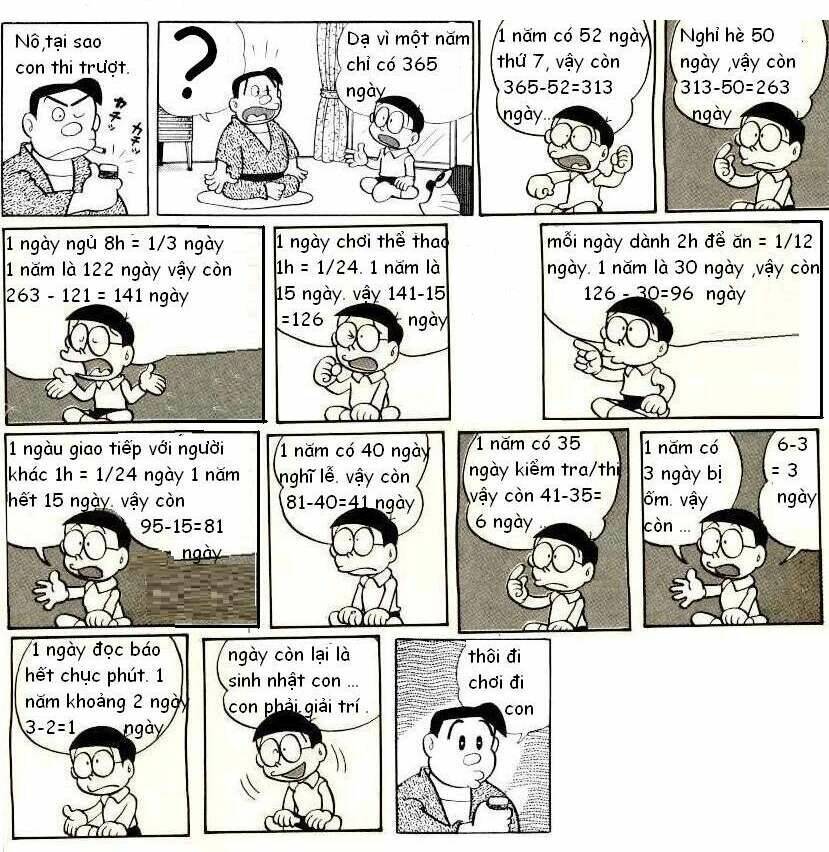 Nô,tại sao
con thi trượt.
カチッ
カチッ
?
Dạ vì một năm
chỉ có 365
ngày
1 năm có 52 ngày
thứ 7, vậy còn
365-52=313
ngày...
Nghỉ hè 50
ngày ,vậy còn
313-50=263
ngày
1 ngày ngủ 8h = 1/3 ngày
1 năm là 122 ngày vậy còn
263 - 121 = 141 ngày
1 ngày chơi thể thao
1h = 1/24. 1 năm là
15 ngày. vậy 141-15
=126 ngày
mỗi ngày dành 2h để ăn = 1/12
ngày. 1 năm là 30 ngày ,vậy còn
126 - 30=96 ngày
1 ngàu giao tiếp với người
khác 1h = 1/24 ngày 1 năm
hết 15 ngày. vậy còn
95-15=81
ngày
1 năm có 40 ngày
nghĩ lễ. vậy còn
81-40=41 ngày
1 năm có 35
ngày kiểm tra/thi
vậy còn 41-35=
6 ngày
1 năm có
3 ngày bị
ốm. vậy
còn ...
6-3
= 3
ngày
1 ngày đọc báo
hết chục phút. 1
năm khoảng 2 ngày
3-2=1 ngày
ngày còn lại là
sinh nhật con ...
con phải giải trí .
thôi đi
chơi đi
con